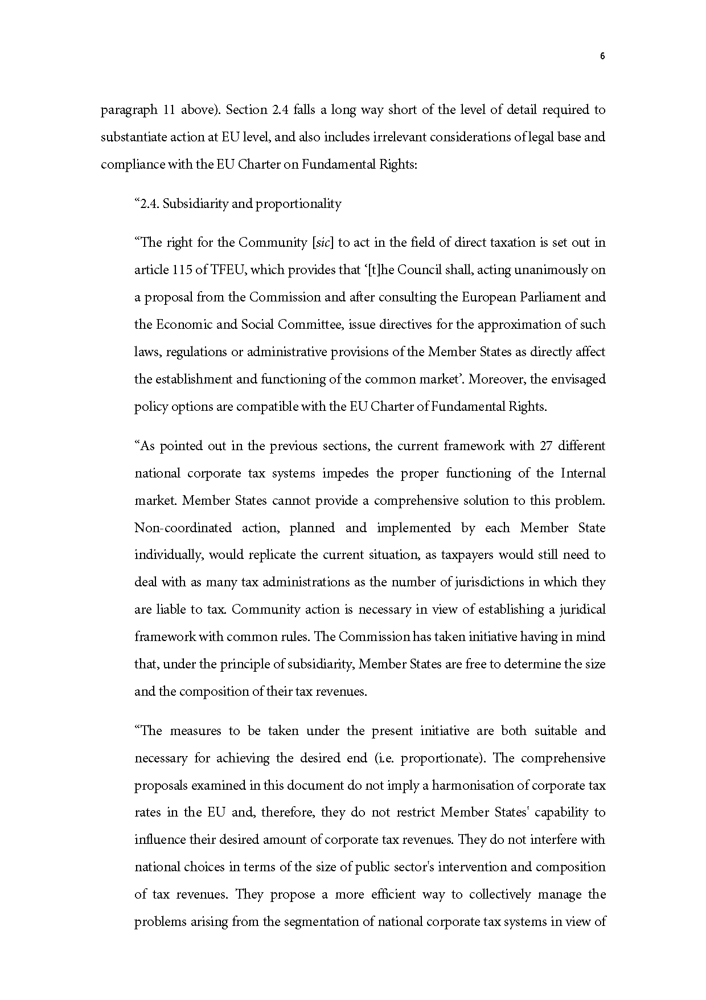 6
paragraph 11 above). Section 2.4 falls a long way short of the level of detail required to
substantiate action at EU level, and also includes irrelevant considerations of legal base and
compliance with the EU Charter on Fundamental Rights:
“2.4. Subsidiarity and proportionality
“The right for the Community [sic] to act in the field of direct taxation is set out in
article 115 of TFEU, which provides that ‘[t]he Council shall, acting unanimously on
a proposal from the Commission and after consulting the European Parliament and
the Economic and Social Committee, issue directives for the approximation of such
laws, regulations or administrative provisions of the Member States as directly affect
the establishment and functioning of the common market’. Moreover, the envisaged
policy options are compatible with the EU Charter of Fundamental Rights.
“As pointed out in the previous sections, the current framework with 27 different
national corporate tax systems impedes the proper functioning of the Internal
market. Member States cannot provide a comprehensive solution to this problem.
Non-coordinated action, planned and implemented by each Member State
individually, would replicate the current situation, as taxpayers would still need to
deal with as many tax administrations as the number of jurisdictions in which they
are liable to tax. Community action is necessary in view of establishing a juridical
framework with common rules. The Commission has taken initiative having in mind
that, under the principle of subsidiarity, Member States are free to determine the size
and the composition of their tax revenues.
“The measures to be taken under the present initiative are both suitable and
necessary for achieving the desired end (i.e. proportionate). The comprehensive
proposals examined in this document do not imply a harmonisation of corporate tax
rates in the EU and, therefore, they do not restrict Member States' capability to
influence their desired amount of corporate tax revenues. They do not interfere with
national choices in terms of the size of public sector's intervention and composition
of tax revenues. They propose a more efficient way to collectively manage the
problems arising from the segmentation of national corporate tax systems in view of